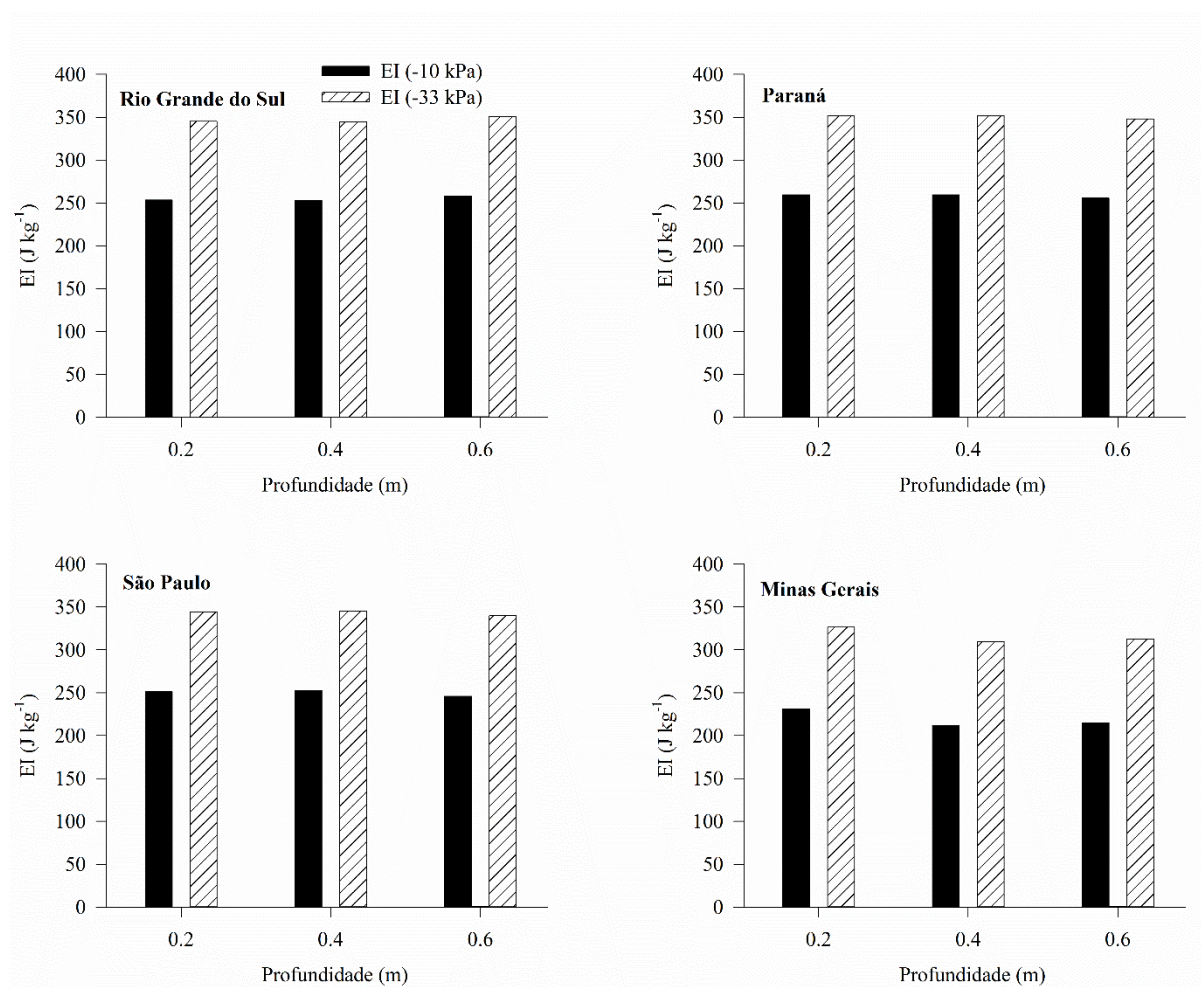 Rio Grande do Sul
EI (-10 kPa)
EI (-33 kPa)
400
350
300
250
200
150
100
50
0
EI (J kg⁻¹)
0.2 0.4 0.6
Profundidade (m)
Paraná
400
350
300
250
200
150
100
50
0
EI (J kg⁻¹)
0.2 0.4 0.6
Profundidade (m)
São Paulo
400
350
300
250
200
150
100
50
0
EI (J kg⁻¹)
0.2 0.4 0.6
Profundidade (m)
Minas Gerais
400
350
300
250
200
150
100
50
0
EI (J kg⁻¹)
0.2 0.4 0.6
Profundidade (m)